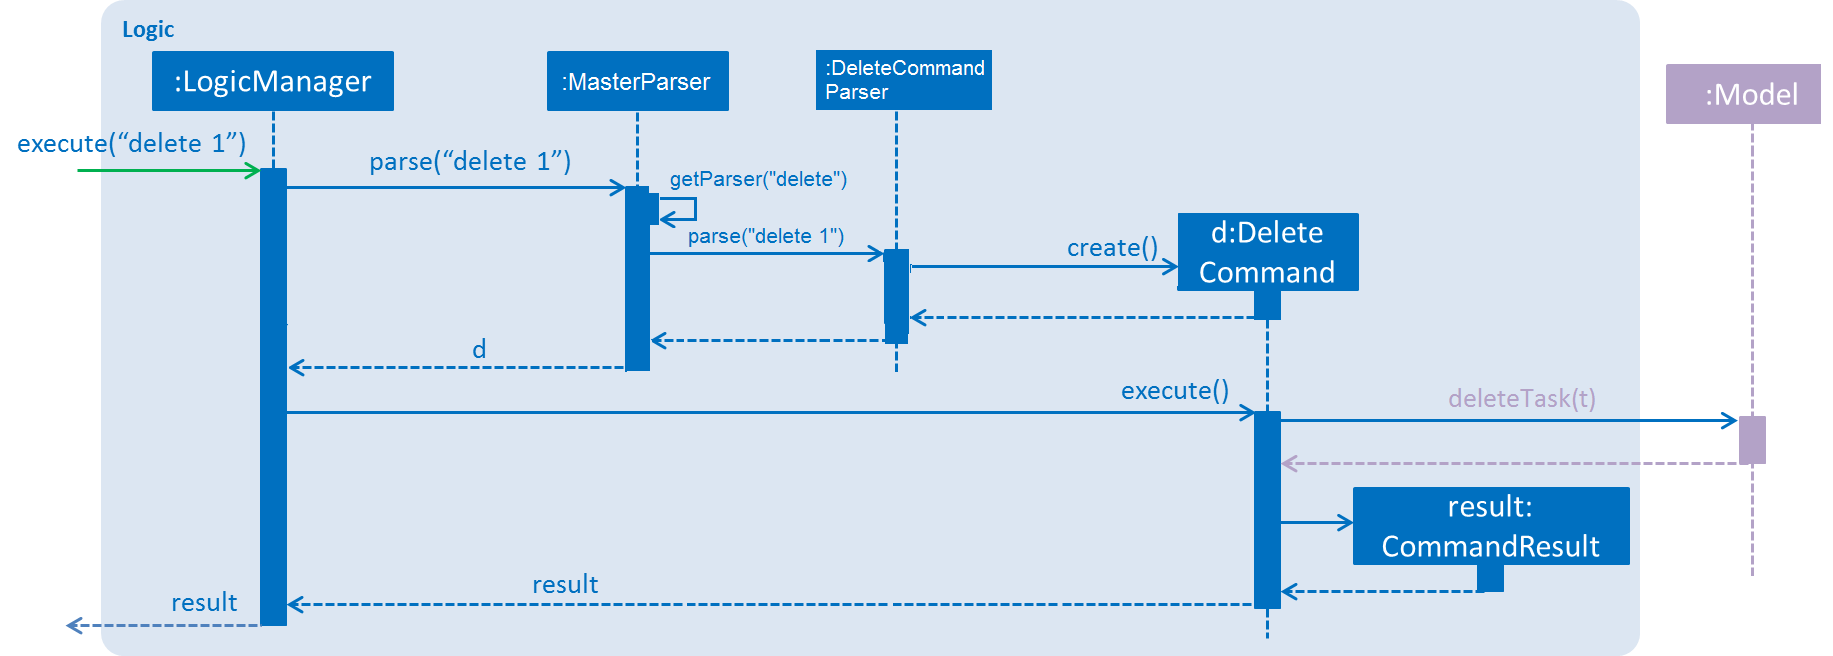 Logic
:LogicManager
:MasterParser
:DeleteCommand
Parser
:Model
execute(“delete 1”)
parse(“delete 1”)
getParser("delete")
parse("delete 1")
create()
d:Delete
Command
d
execute()
deleteTask(t)
result:
CommandResult
result
result